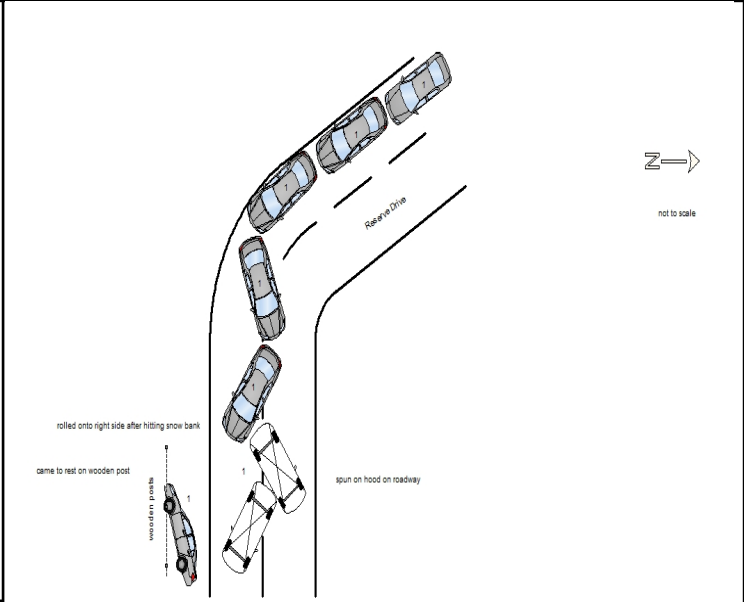 1
1
1
Z
Reserve Drive
not to scale
1
1
rolled onto right side after hitting snow bank
came to rest on wooden post
1
spun on hood on roadway
wooden posts
1